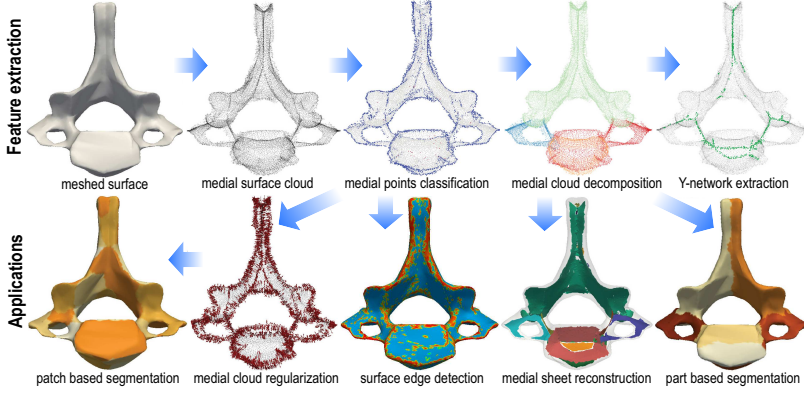 Feature extraction
meshed surface
medial surface cloud
medial points classification
medial cloud decomposition
Y-network extraction
Applications
patch based segmentation
medial cloud regularization
surface edge detection
medial sheet reconstruction
part based segmentation